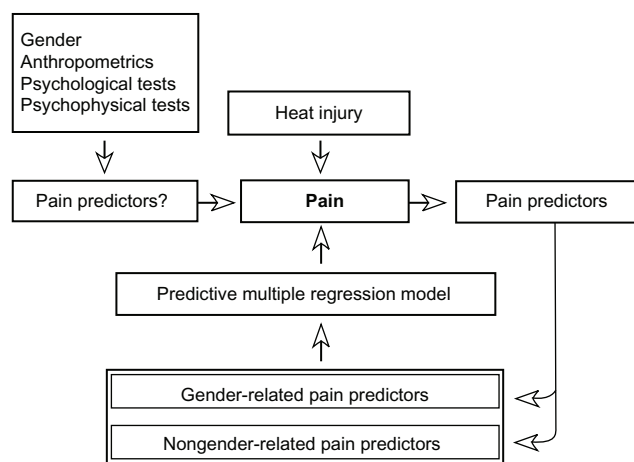 Gender
Anthropometrics
Psychological tests
Psychophysical tests
Heat injury
Pain predictors?
Pain
Pain predictors
Predictive multiple regression model
Gender-related pain predictors
Nongender-related pain predictors